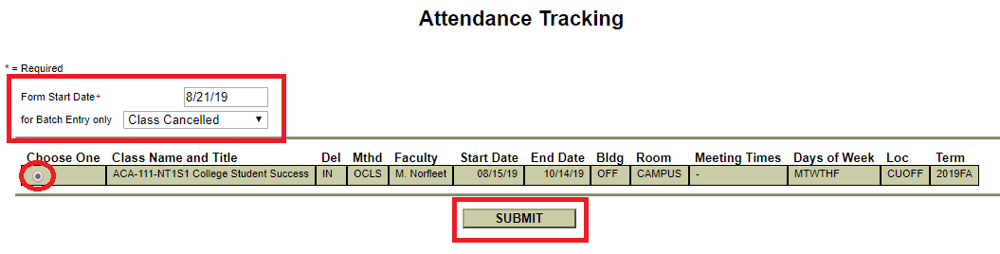 Attendance Tracking
* = Required
Form Start Date* 8/21/19
for Batch Entry only Class Cancelled
Choose One Class Name and Title Del Mthd Faculty Start Date End Date Bldg Room Meeting Times Days of Week Loc Term
ACA-111-NT1S1 College Student Success IN OCLS M. Norfleet 08/15/19 10/14/19 OFF CAMPUS - MTWTHF CUOFF 2019FA
SUBMIT